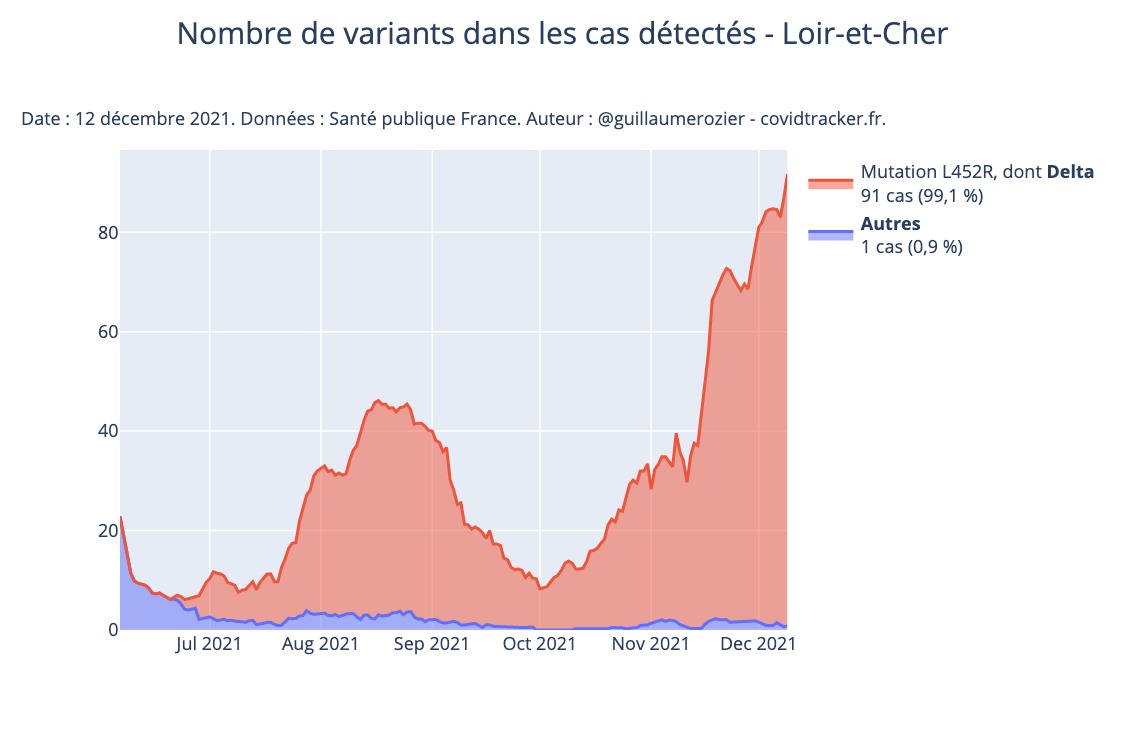 Nombre de variants dans les cas détectés - Loir-et-Cher
Date : 12 décembre 2021. Données : Santé publique France. Auteur : @guillaumerozier - covidtracker.fr.
Mutation L452R, dont Delta
91 cas (99,1 %)
Autres
1 cas (0,9 %)
80
60
40
20
0
Jul 2021 Aug 2021 Sep 2021 Oct 2021 Nov 2021 Dec 2021